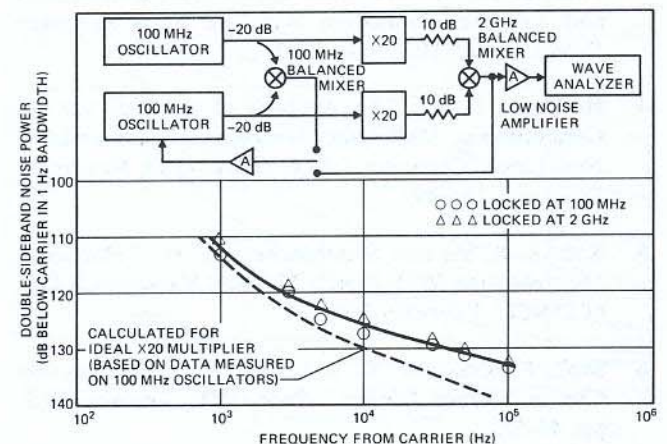 100 MHz
OSCILLATOR
−20 dB
X20
10 dB
2 GHz
BALANCED
MIXER
100 MHz
BALANCED
MIXER
A
WAVE
ANALYZER
100 MHz
OSCILLATOR
−20 dB
X20
10 dB
LOW NOISE
AMPLIFIER
A
DOUBLE-SIDEBAND NOISE POWER
(dB BELOW CARRIER IN 1 Hz BANDWIDTH)
100
110
120
130
140
○ ○ ○ LOCKED AT 100 MHz
△ △ △ LOCKED AT 2 GHz
CALCULATED FOR
IDEAL X20 MULTIPLIER
(BASED ON DATA MEASURED
ON 100 MHz OSCILLATORS)
10² 10³ 10⁴ 10⁵ 10⁶
FREQUENCY FROM CARRIER (Hz)